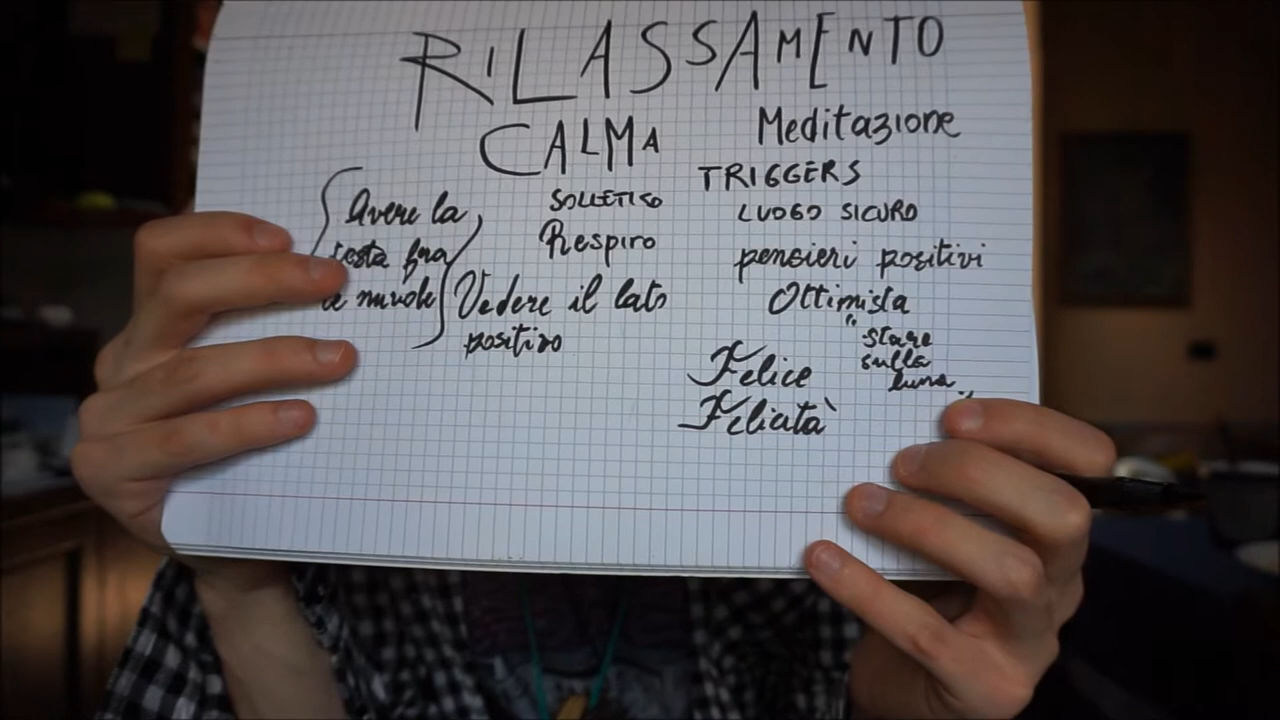 RILASSAMENTO
CALMA
Meditazione
TRIGGERS
SOLLETICO
LUOGO SICURO
Avere la
testa fra
le nuvole
Respiro
pensieri positivi
Vedere il lato
positivo
Ottimista
"stare
sulla
luna"
Felice
Felicità